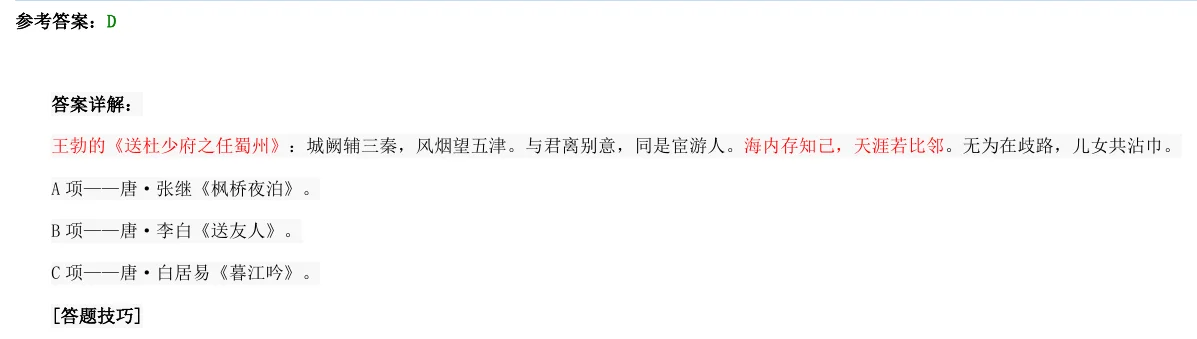 参考答案：D
答案详解：
王勃的《送杜少府之任蜀州》：城阙辅三秦，风烟望五津。与君离别意，同是宦游人。海内存知己，天涯若比邻。无为在歧路，儿女共沾巾。
A 项——唐·张继《枫桥夜泊》。
B 项——唐·李白《送友人》。
C 项——唐·白居易《暮江吟》。
[答题技巧]